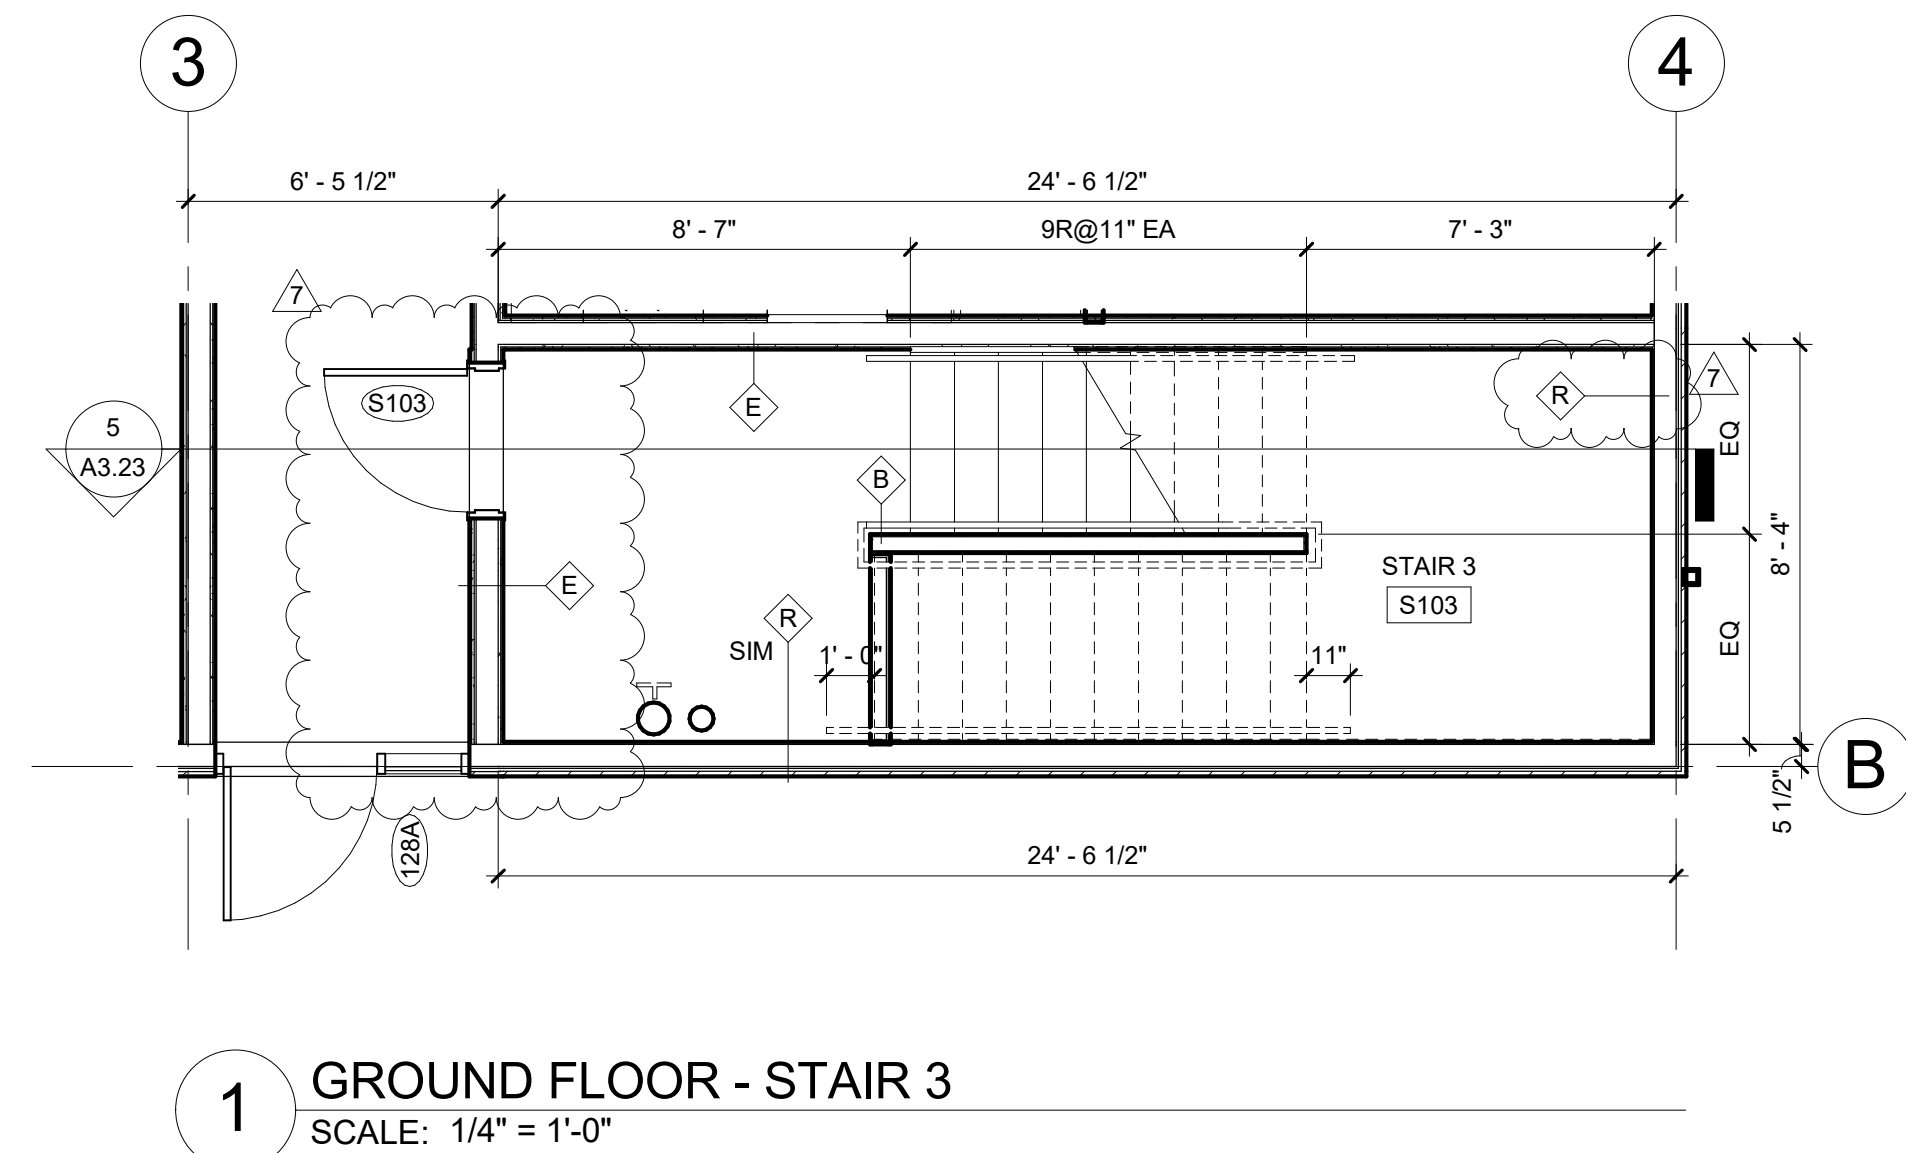 3
4
6' - 5 1/2"
24' - 6 1/2"
8' - 7"
9R@11" EA
7' - 3"
7
7
S103
E
R
5
A3.23
EQ
B
8' - 4"
STAIR 3
E
S103
R
SIM
1' - 0"
11"
EQ
B
5 1/2"
128A
24' - 6 1/2"
1
GROUND FLOOR - STAIR 3
SCALE: 1/4" = 1'-0"